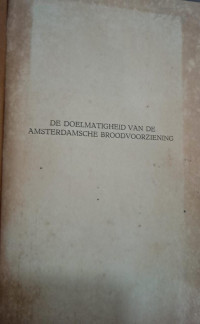 DE DOELMATIGHEID VAN DE
AMSTERDAMSCHE BROODVOORZIENING